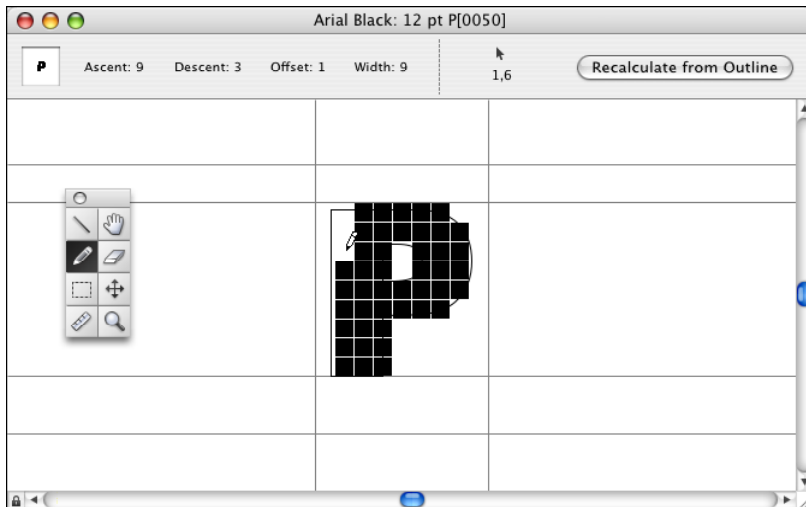 Arial Black: 12 pt P[0050]
P Ascent: 9 Descent: 3 Offset: 1 Width: 9 1,6 Recalculate from Outline
P